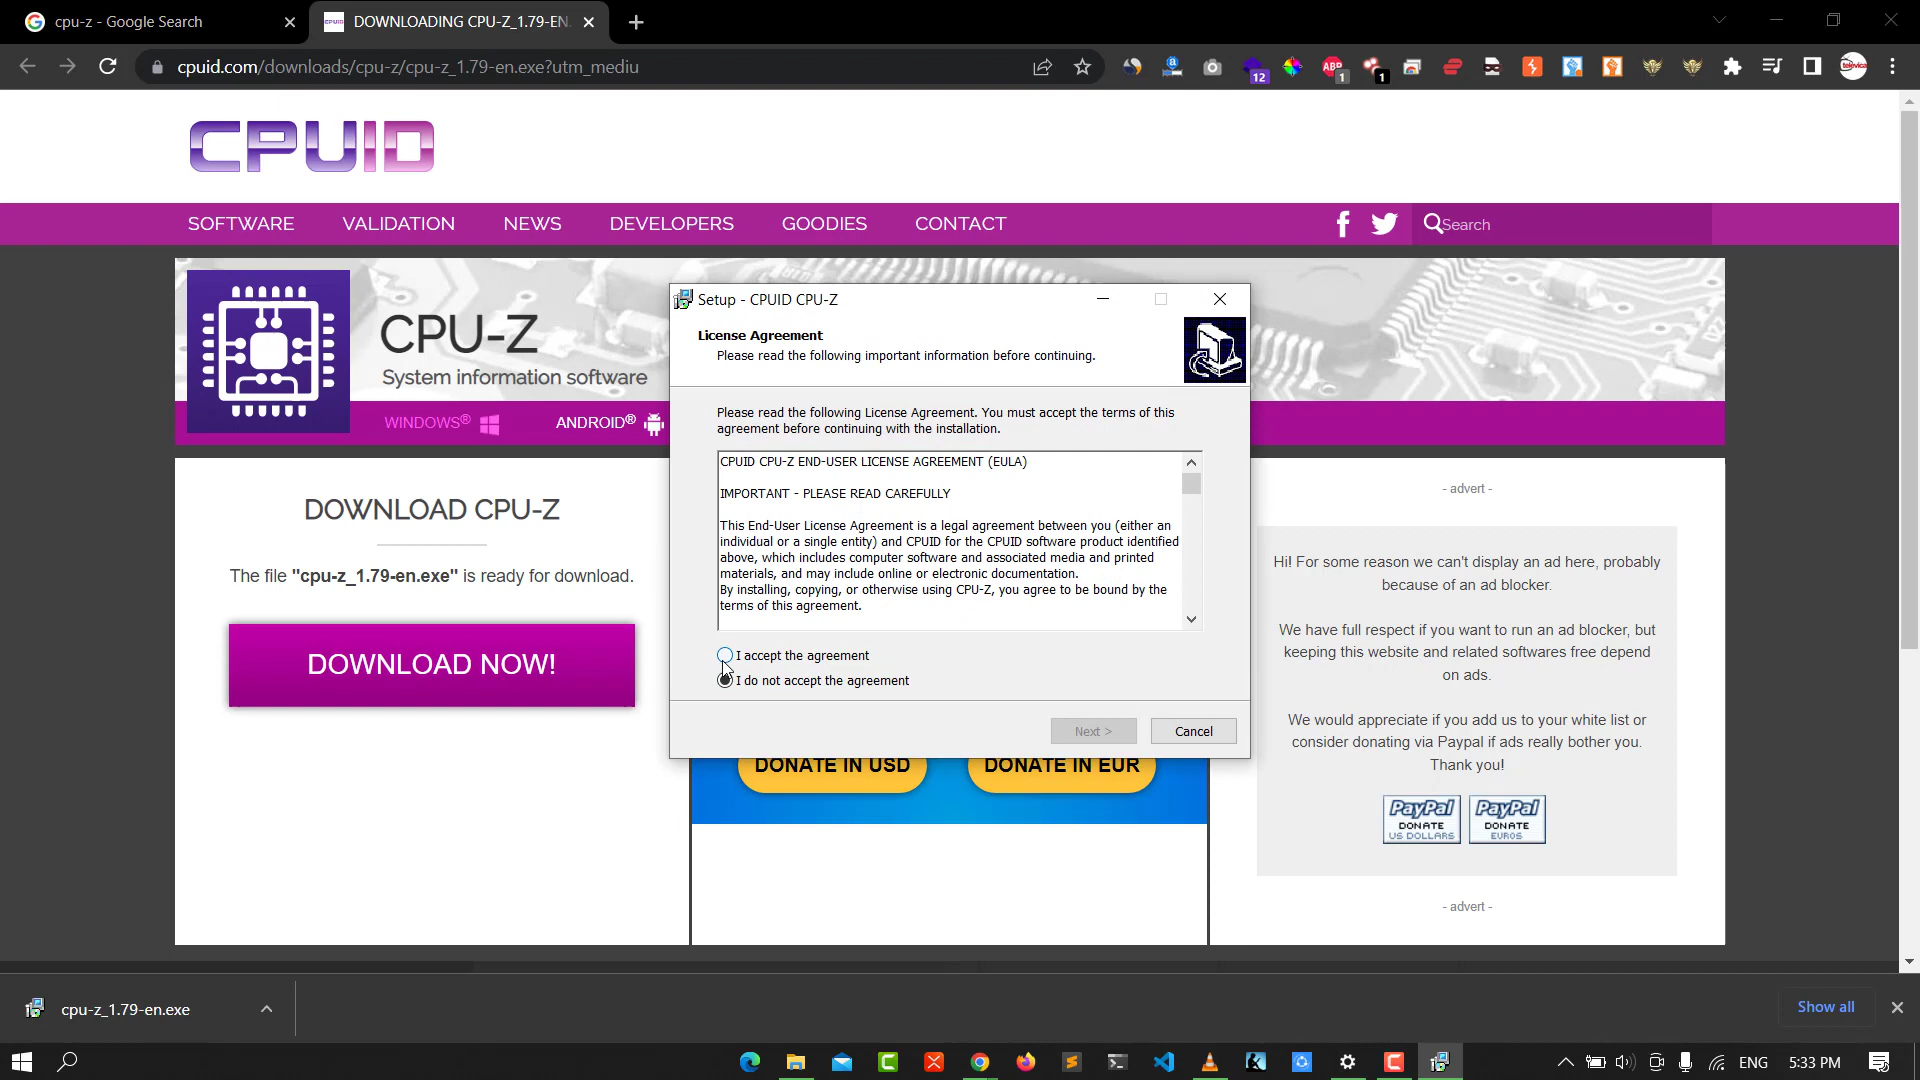 cpu-z - Google Search
DOWNLOADING CPU-Z_1.79-EN.
cpuid.com/downloads/cpu-z/cpu-z_1.79-en.exe?utm_mediu
12
ABP
1
1
CPUID
SOFTWARE
VALIDATION
NEWS
DEVELOPERS
GOODIES
CONTACT
Search
CPU-Z
System information software
WINDOWS®
ANDROID®
DOWNLOAD CPU-Z
The file "cpu-z_1.79-en.exe" is ready for download.
DOWNLOAD NOW!
Setup - CPUID CPU-Z
License Agreement
Please read the following important information before continuing.
Please read the following License Agreement. You must accept the terms of this
agreement before continuing with the installation.
CPUID CPU-Z END-USER LICENSE AGREEMENT (EULA)
IMPORTANT - PLEASE READ CAREFULLY
This End-User License Agreement is a legal agreement between you (either an
individual or a single entity) and CPUID for the CPUID software product identified
above, which includes computer software and associated media and printed
materials, and may include online or electronic documentation.
By installing, copying, or otherwise using CPU-Z, you agree to be bound by the
terms of this agreement.
I accept the agreement
I do not accept the agreement
Next >
Cancel
DONATE IN USD
DONATE IN EUR
- advert -
Hi! For some reason we can't display an ad here, probably
because of an ad blocker.
We have full respect if you want to run an ad blocker, but
keeping this website and related softwares free depend
on ads.
We would appreciate if you add us to your white list or
consider donating via Paypal if ads really bother you.
Thank you!
PayPal
DONATE
US DOLLARS
PayPal
DONATE
EUROS
- advert -
cpu-z_1.79-en.exe
Show all
ENG
5:33 PM